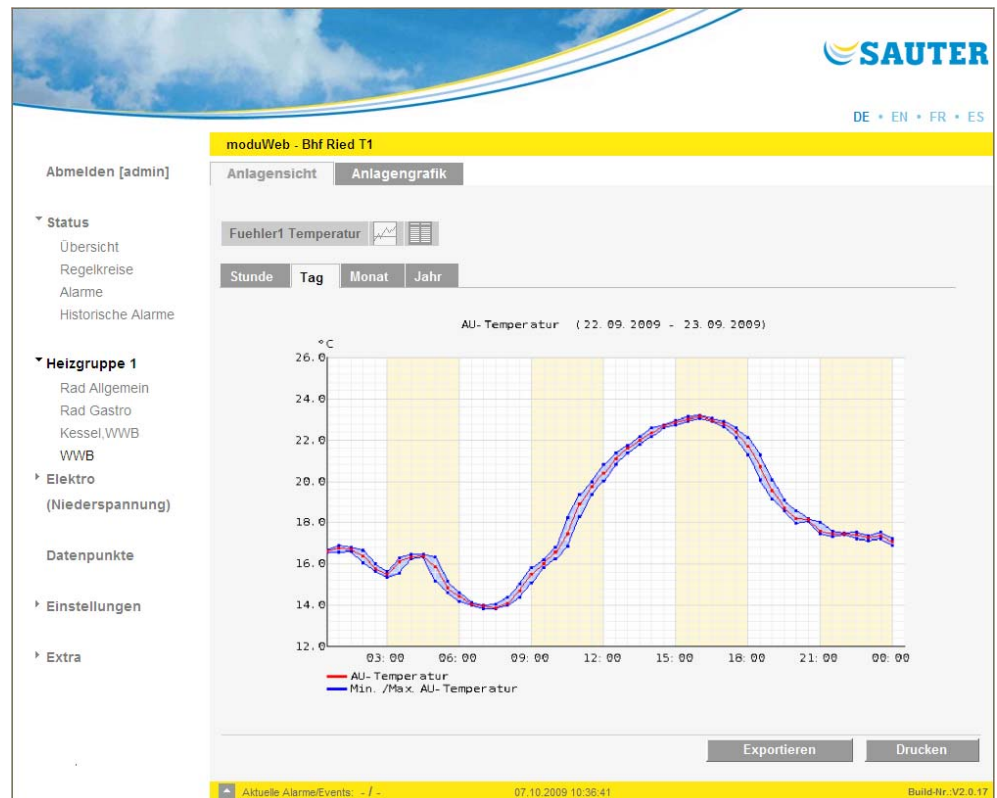 SAUTER
DE • EN • FR • ES
moduWeb - Bhf Ried T1
Abmelden [admin]
Anlagensicht
Anlagengrafik
Status
Übersicht
Regelkreise
Alarme
Historische Alarme
Heizgruppe 1
Rad Allgemein
Rad Gastro
Kessel,WWB
WWB
Elektro
(Niederspannung)
Datenpunkte
Einstellungen
Extra
Fuehler1 Temperatur
Stunde
Tag
Monat
Jahr
AU-Temperatur (22.09.2009 - 23.09.2009)
°C
26.0
24.0
22.0
20.0
18.0
16.0
14.0
12.0
03:00 06:00 09:00 12:00 15:00 18:00 21:00 00:00
AU-Temperatur
Min./Max. AU-Temperatur
Exportieren
Drucken
Aktuelle Alarme/Events: - / -
07.10.2009 10:36:41
Build-Nr.:V2.0.17